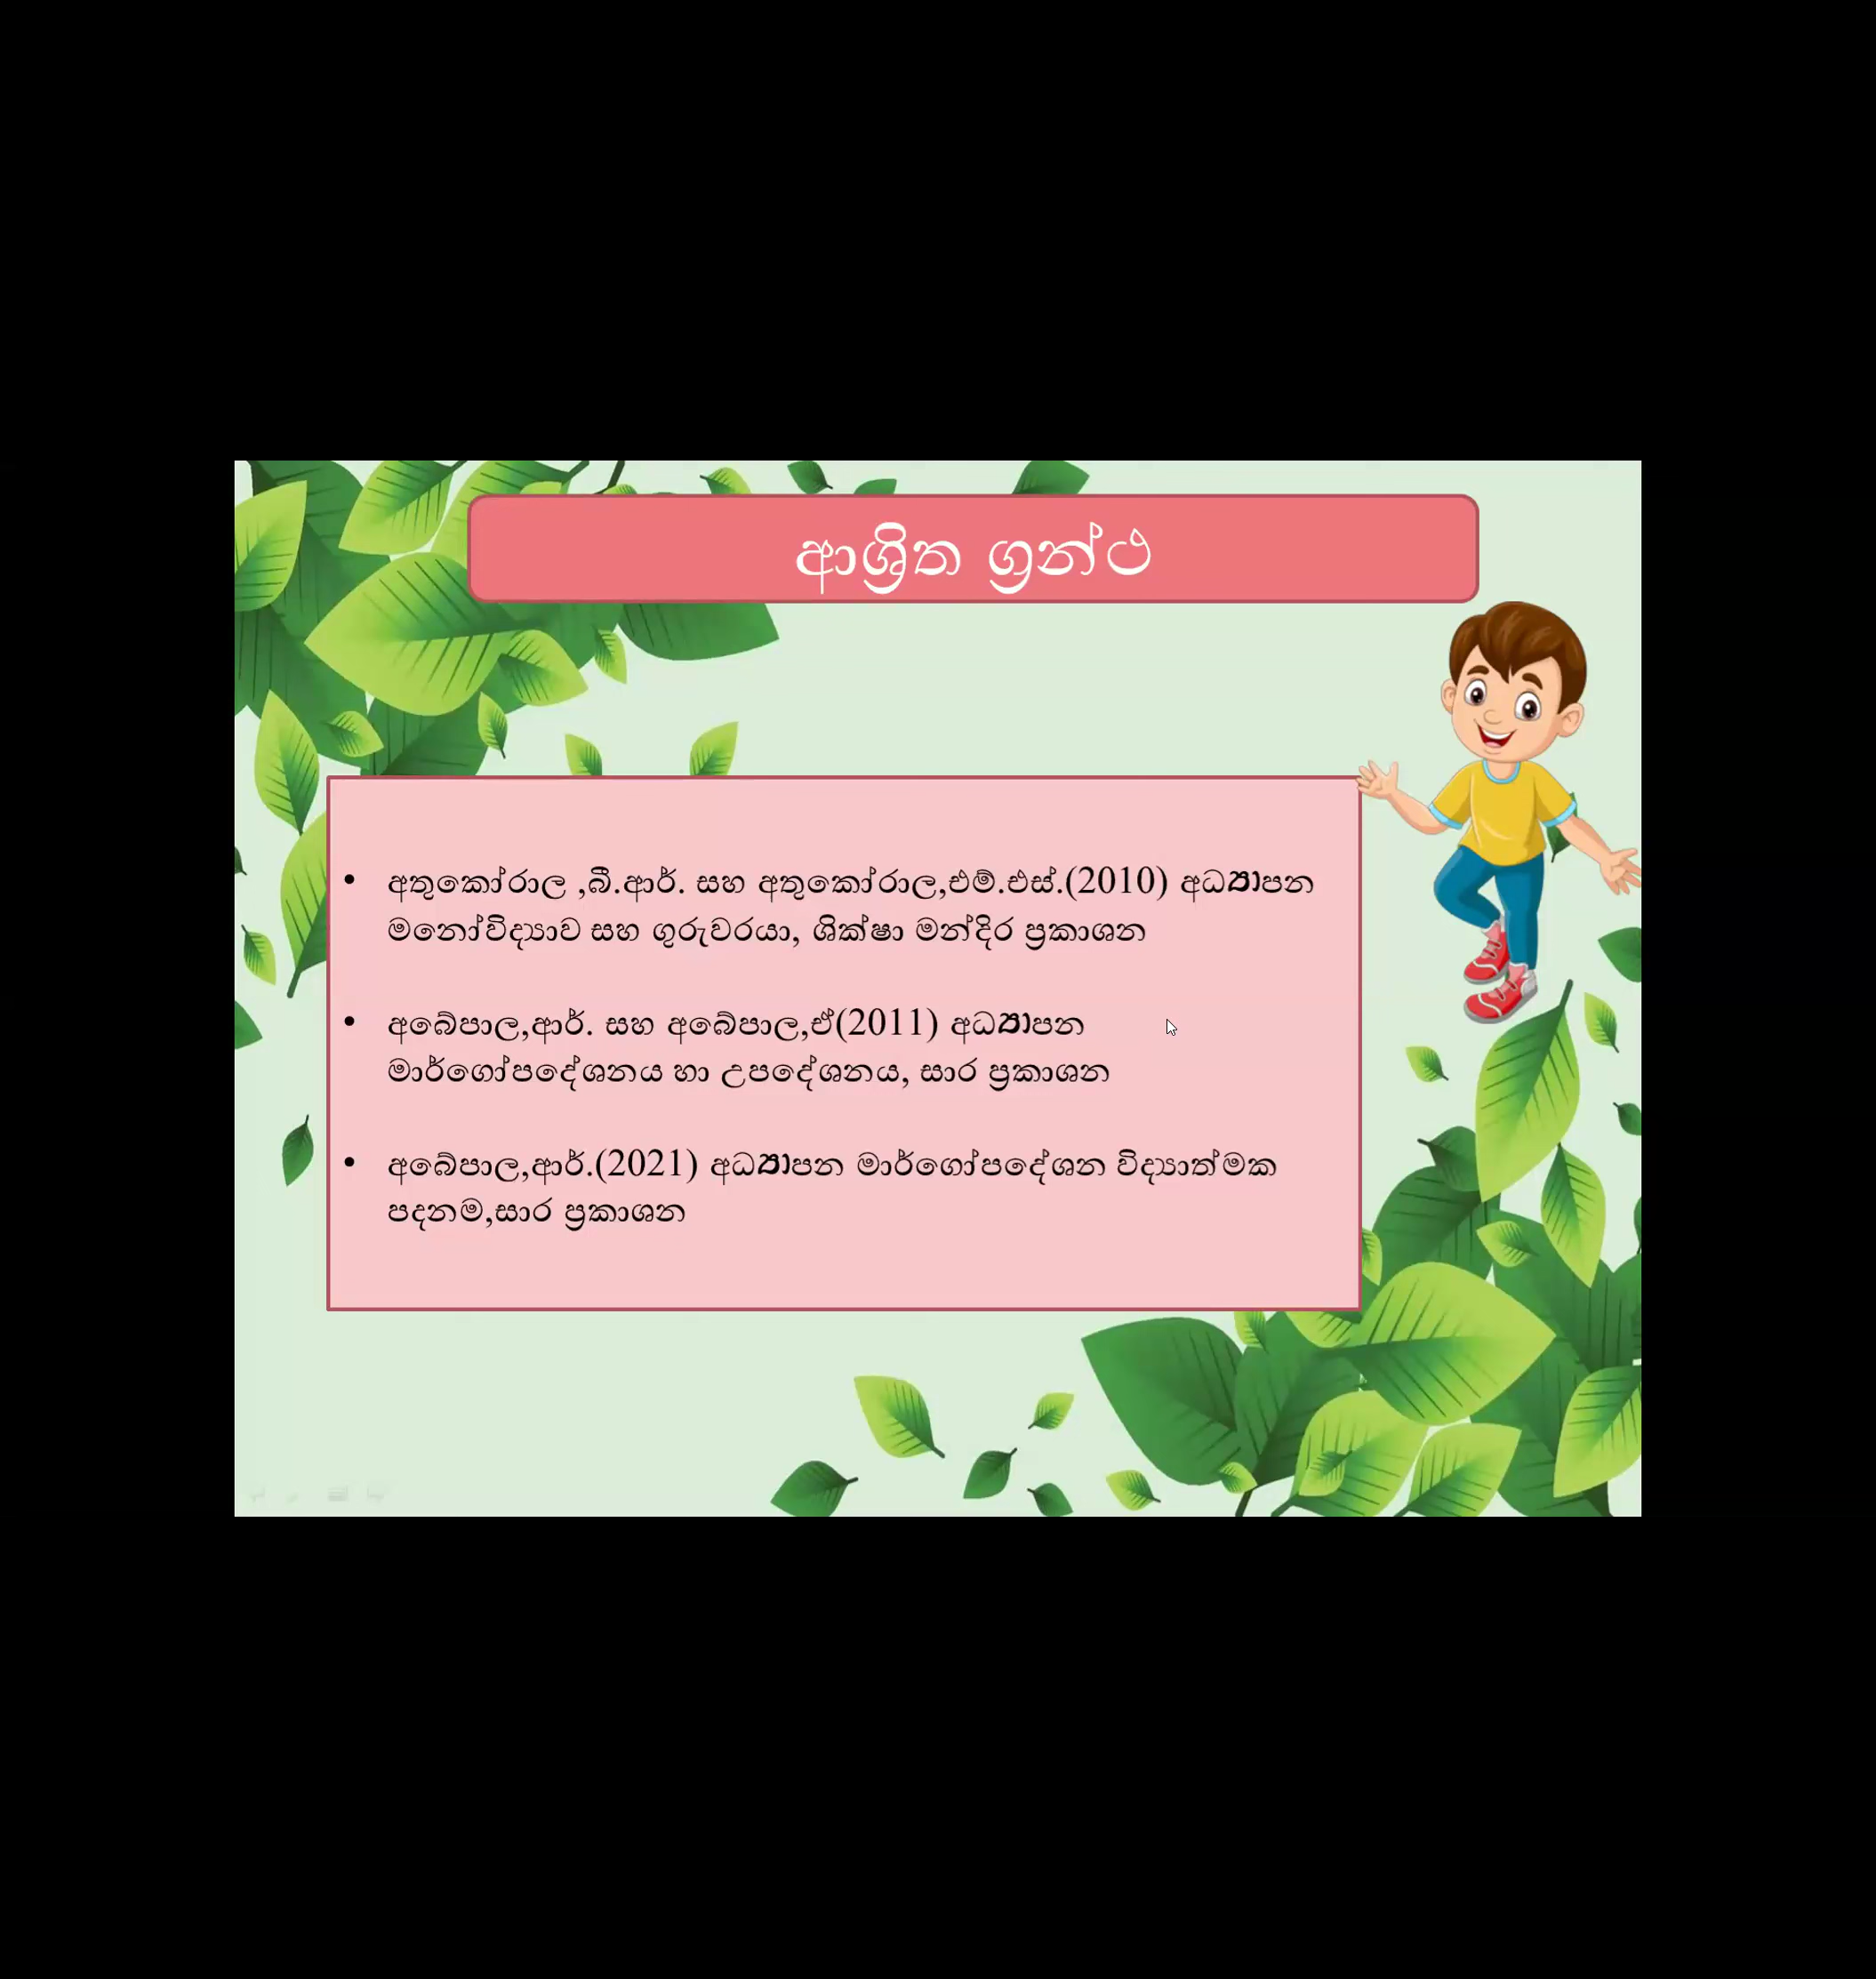 ආශ්‍රිත ග්‍රන්ථ
• අතුකෝරාල ,බී.ආර්. සහ අතුකෝරාල,එම්.එස්.(2010) අධ්‍යාපන
මනෝවිද්‍යාව සහ ගුරුවරයා, ශික්ෂා මන්දිර ප්‍රකාශන
• අබේපාල,ආර්. සහ අබේපාල,ඒ(2011) අධ්‍යාපන
මාර්ගෝපදේශනය හා උපදේශනය, සාර ප්‍රකාශන
• අබේපාල,ආර්.(2021) අධ්‍යාපන මාර්ගෝපදේශන විද්‍යාත්මක
පදනම,සාර ප්‍රකාශන